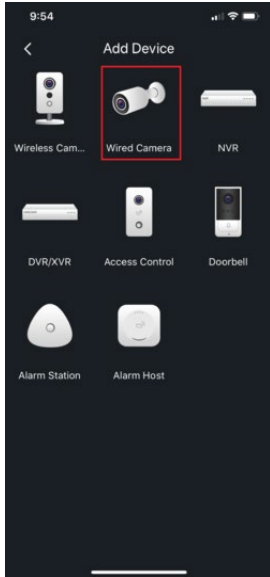 9:54
Add Device
Wireless Cam...
Wired Camera
NVR
DVR/XVR
Access Control
Doorbell
Alarm Station
Alarm Host